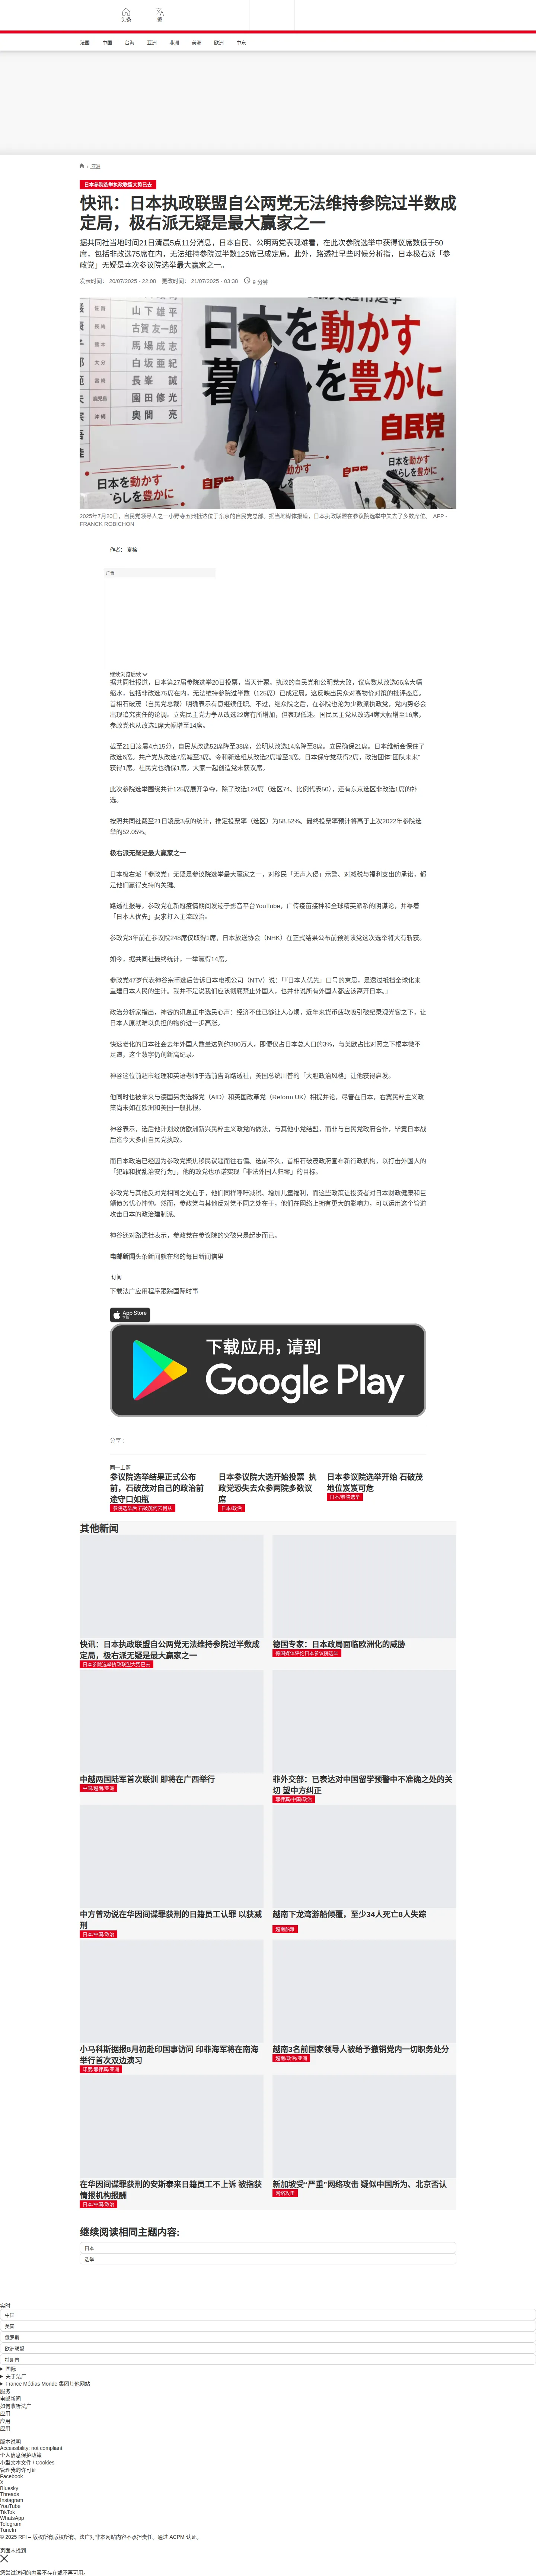 头条
繁
法国 中国 台海 亚洲 非洲 美洲 欧洲 中东
/ 亚洲
日本参院选举执政联盟大势已去
快讯：日本执政联盟自公两党无法维持参院过半数成
定局，极右派无疑是最大赢家之一
据共同社当地时间21日清晨5点11分消息，日本自民、公明两党表现难看，在此次参院选举中获得议席数低于50
席，包括非改选75席在内，无法维持参院过半数125席已成定局。此外，路透社早些时候分析指，日本极右派「参
政党」无疑是本次参议院选举最大赢家之一。
发表时间： 20/07/2025 - 22:08 更改时间： 21/07/2025 - 03:38 9 分钟
山下雄平
古賀友一郎
馬場成志
白坂亜紀
長峯誠
園田修光
奥間亮
長崎
熊本
大分
宮崎
鹿児島
沖縄
日本を動かす
暮
を豊かに
自民党
日本を動かす
暮らしを豊かに
自民党
2025年7月20日，自民党领导人之一小野寺五典抵达位于东京的自民党总部。据当地媒体报道，日本执政联盟在参议院选举中失去了多数席位。 AFP -
FRANCK ROBICHON
作者： 夏榕
广告
继续浏览后续
据共同社报道，日本第27届参院选举20日投票，当天计票。执政的自民党和公明党大败，议席数从改选66席大幅
缩水，包括非改选75席在内，无法维持参院过半数（125席）已成定局。这反映出民众对高物价对策的批评态度。
首相石破茂（自民党总裁）明确表示有意继续任职。不过，继众院之后，在参院也沦为少数派执政党，党内势必会
出现追究责任的论调。立宪民主党力争从改选22席有所增加，但表现低迷。国民民主党从改选4席大幅增至16席，
参政党也从改选1席大幅增至14席。
截至21日凌晨4点15分，自民从改选52席降至38席，公明从改选14席降至8席。立民确保21席。日本维新会保住了
改选6席。共产党从改选7席减至3席。令和新选组从改选2席增至3席。日本保守党获得2席，政治团体“团队未来”
获得1席。社民党也确保1席。大家一起创造党未获议席。
此次参院选举围绕共计125席展开争夺，除了改选124席（选区74、比例代表50），还有东京选区非改选1席的补
选。
按照共同社截至21日凌晨3点的统计，推定投票率（选区）为58.52%。最终投票率预计将高于上次2022年参院选
举的52.05%。
极右派无疑是最大赢家之一
日本极右派「参政党」无疑是参议院选举最大赢家之一，对移民「无声入侵」示警、对减税与福利支出的承诺，都
是他们赢得支持的关键。
路透社报导，参政党在新冠疫情期间发迹于影音平台YouTube，广传疫苗接种和全球精英派系的阴谋论，并靠着
「日本人优先」要求打入主流政治。
参政党3年前在参议院248席仅取得1席，日本放送协会（NHK）在正式结果公布前预测该党这次选举将大有斩获。
如今，据共同社最终统计，一举赢得14席。
参政党47岁代表神谷宗市选后告诉日本电视公司（NTV）说：「『日本人优先』口号的意思，是透过抵挡全球化来
重建日本人民的生计。我并不是说我们应该彻底禁止外国人，也并非说所有外国人都应该离开日本。」
政治分析家指出，神谷的讯息正中选民心声：经济不佳已够让人心烦，近年来货币疲软吸引破纪录观光客之下，让
日本人原就难以负担的物价进一步高涨。
快速老化的日本社会去年外国人数量达到约380万人，即便仅占日本总人口的3%，与美欧占比对照之下根本微不
足道，这个数字仍创新高纪录。
神谷这位前超市经理和英语老师于选前告诉路透社，美国总统川普的「大胆政治风格」让他获得启发。
他同时也被拿来与德国另类选择党（AfD）和英国改革党（Reform UK）相提并论，尽管在日本，右翼民粹主义政
策尚未如在欧洲和美国一般扎根。
神谷表示，选后他计划效仿欧洲新兴民粹主义政党的做法，与其他小党结盟，而非与自民党政府合作，毕竟日本战
后迄今大多由自民党执政。
而日本政治已经因为参政党聚焦移民议题而往右偏。选前不久，首相石破茂政府宣布新行政机构，以打击外国人的
「犯罪和扰乱治安行为」，他的政党也承诺实现「非法外国人归零」的目标。
参政党与其他反对党相同之处在于，他们同样呼吁减税、增加儿童福利，而这些政策让投资者对日本财政健康和巨
额债务忧心忡忡。然而，参政党与其他反对党不同之处在于，他们在网络上拥有更大的影响力，可以运用这个管道
攻击日本的政治建制派。
神谷还对路透社表示，参政党在参议院的突破只是起步而已。
电邮新闻头条新闻就在您的每日新闻信里
订阅
下载法广应用程序跟踪国际时事
App Store
下载
下载应用，请到
Google Play
分享 :
同一主题
参议院选举结果正式公布
前，石破茂对自己的政治前
途守口如瓶
参院选举后 石破茂何去何从
日本参议院大选开始投票 执
政党恐失去众参两院多数议
席
日本/政治
日本参议院选举开始 石破茂
地位岌岌可危
日本/参院选举
其他新闻
快讯：日本执政联盟自公两党无法维持参院过半数成
定局，极右派无疑是最大赢家之一
日本参院选举执政联盟大势已去
德国专家：日本政局面临欧洲化的威胁
德国媒体评论日本参议院选举
中越两国陆军首次联训 即将在广西举行
中国/越南/亚洲
菲外交部：已表达对中国留学预警中不准确之处的关
切 望中方纠正
菲律宾/中国/政治
中方曾劝说在华因间谍罪获刑的日籍员工认罪 以获减
刑
日本/中国/政治
越南下龙湾游船倾覆，至少34人死亡8人失踪
越南船难
小马科斯据报8月初赴印国事访问 印菲海军将在南海
举行首次双边演习
印度/菲律宾/亚洲
越南3名前国家领导人被给予撤销党内一切职务处分
越南/政治/亚洲
在华因间谍罪获刑的安斯泰来日籍员工不上诉 被指获
情报机构报酬
日本/中国/政治
新加坡受“严重”网络攻击 疑似中国所为、北京否认
网络攻击
继续阅读相同主题内容:
日本
选举
实时
中国
美国
俄罗斯
欧洲联盟
特朗普
国际
关于法广
France Médias Monde 集团其他网站
服务
电邮新闻
如何收听法广
应用
应用
应用
版本说明
Accessibility: not compliant
个人信息保护政策
小型文本文件 / Cookies
管理我的许可证
Facebook
X
Bluesky
Threads
Instagram
YouTube
TikTok
WhatsApp
Telegram
TuneIn
© 2025 RFI – 版权所有版权所有。法广对非本网站内容不承担责任。通过 ACPM 认证。
页面未找到
您尝试访问的内容不存在或不再可用。